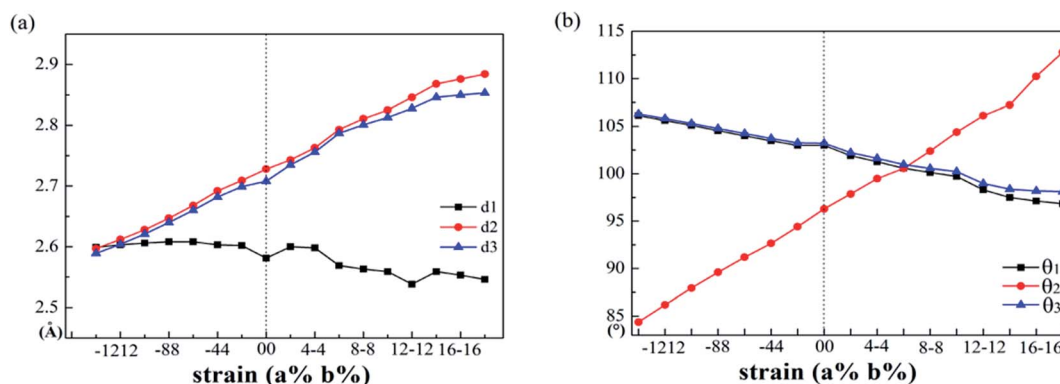 (a)
2.9
2.8
2.7
2.6
2.5
(Å)
d1
d2
d3
-1212 -88 -44 00 4-4 8-8 12-12 16-16
strain (a% b%)
(b)
115
110
105
100
95
90
85
(º)
θ1
θ2
θ3
-1212 -88 -44 00 4-4 8-8 12-12 16-16
strain (a% b%)